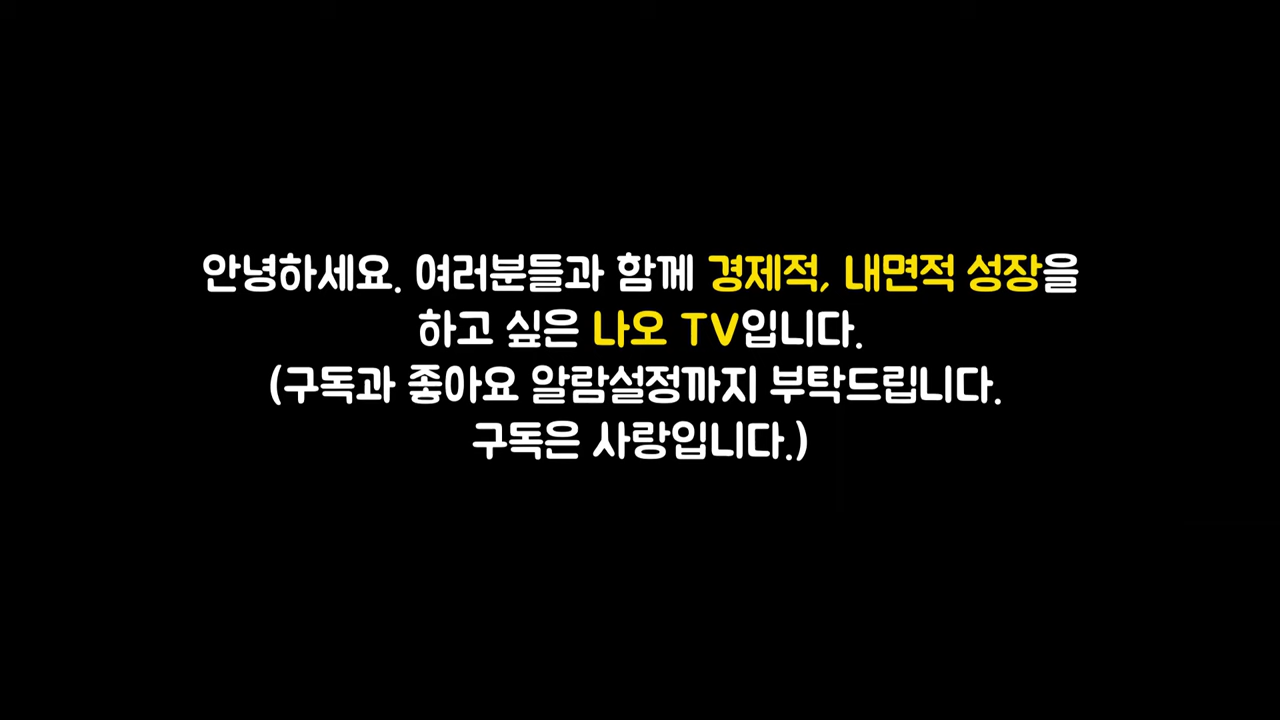 안녕하세요. 여러분들과 함께 경제적, 내면적 성장을
하고 싶은 나오 TV입니다.
(구독과 좋아요 알람설정까지 부탁드립니다.
구독은 사랑입니다.)